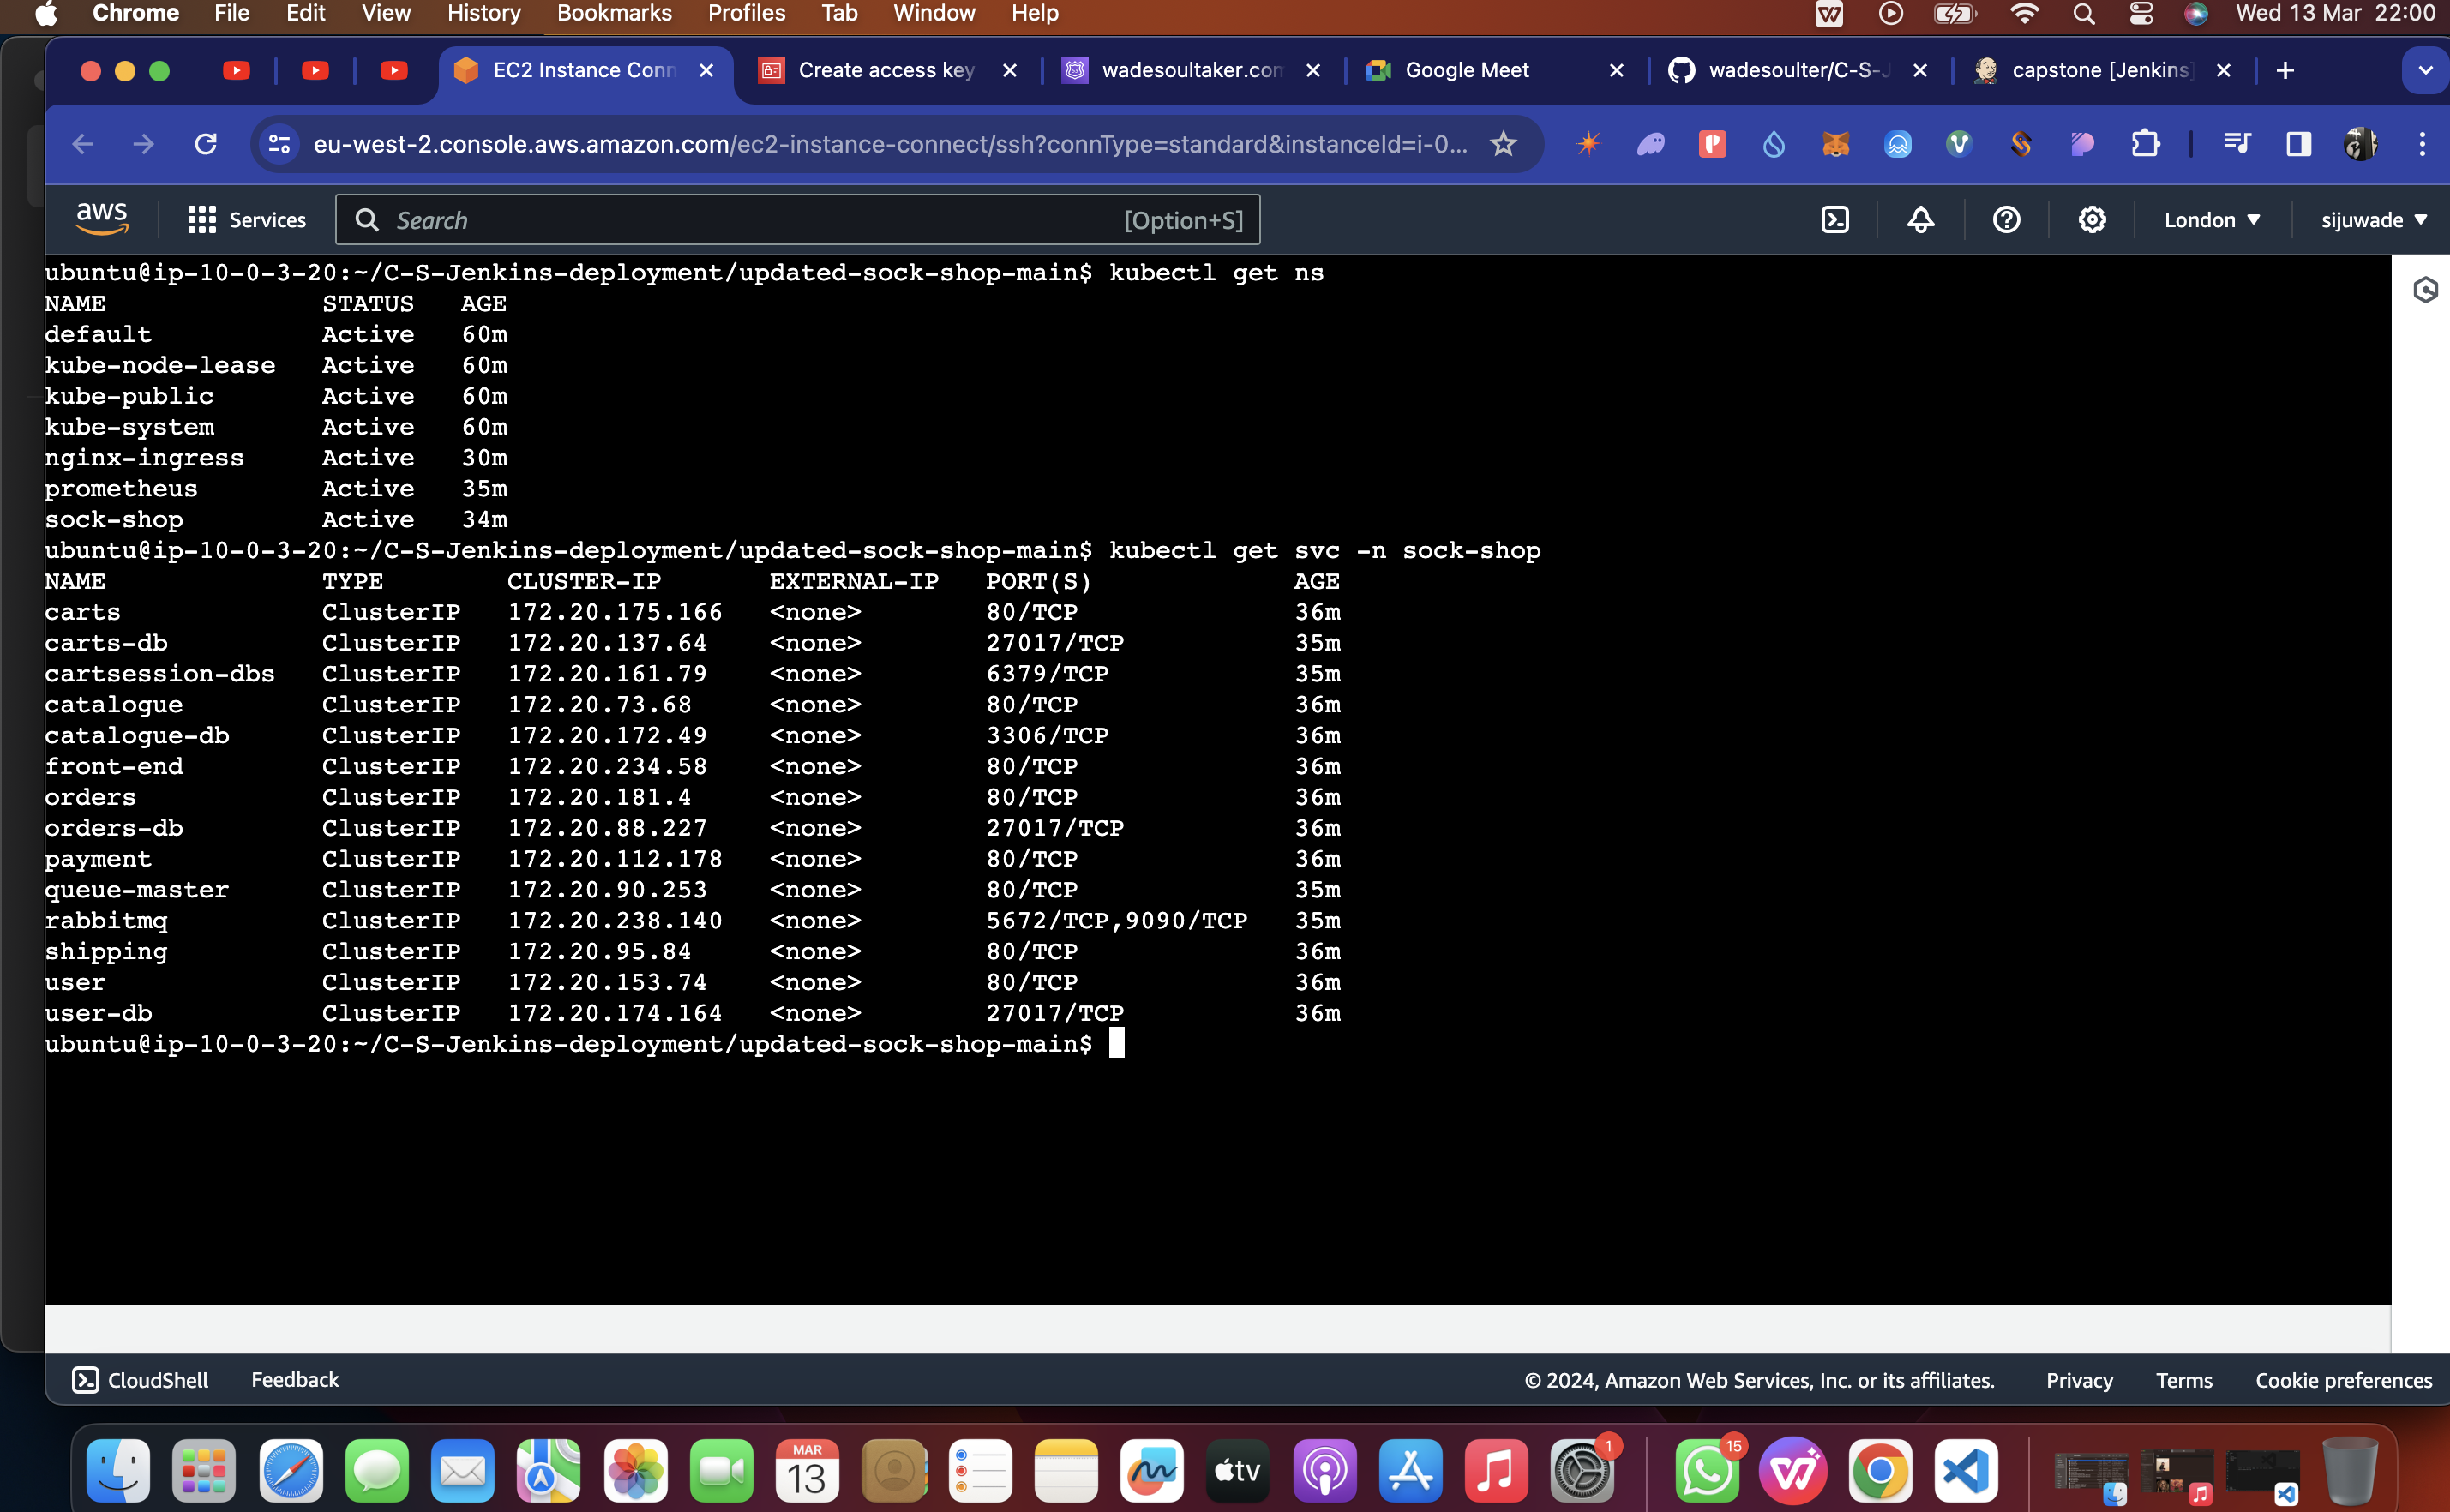 Chrome File Edit View History Bookmarks Profiles Tab Window Help Wed 13 Mar 22:00
EC2 Instance Conn Create access key wadesoultaker.com Google Meet wadesoulter/C-S-J capstone [Jenkins]
eu-west-2.console.aws.amazon.com/ec2-instance-connect/ssh?connType=standard&instanceId=i-0...
aws Services Search [Option+S] London sijuwade
ubuntu@ip-10-0-3-20:~/C-S-Jenkins-deployment/updated-sock-shop-main$ kubectl get ns
NAME STATUS AGE
default Active 60m
kube-node-lease Active 60m
kube-public Active 60m
kube-system Active 60m
nginx-ingress Active 30m
prometheus Active 35m
sock-shop Active 34m
ubuntu@ip-10-0-3-20:~/C-S-Jenkins-deployment/updated-sock-shop-main$ kubectl get svc -n sock-shop
NAME TYPE CLUSTER-IP EXTERNAL-IP PORT(S) AGE
carts ClusterIP 172.20.175.166 <none> 80/TCP 36m
carts-db ClusterIP 172.20.137.64 <none> 27017/TCP 35m
cartsession-dbs ClusterIP 172.20.161.79 <none> 6379/TCP 35m
catalogue ClusterIP 172.20.73.68 <none> 80/TCP 36m
catalogue-db ClusterIP 172.20.172.49 <none> 3306/TCP 36m
front-end ClusterIP 172.20.234.58 <none> 80/TCP 36m
orders ClusterIP 172.20.181.4 <none> 80/TCP 36m
orders-db ClusterIP 172.20.88.227 <none> 27017/TCP 36m
payment ClusterIP 172.20.112.178 <none> 80/TCP 36m
queue-master ClusterIP 172.20.90.253 <none> 80/TCP 35m
rabbitmq ClusterIP 172.20.238.140 <none> 5672/TCP,9090/TCP 35m
shipping ClusterIP 172.20.95.84 <none> 80/TCP 36m
user ClusterIP 172.20.153.74 <none> 80/TCP 36m
user-db ClusterIP 172.20.174.164 <none> 27017/TCP 36m
ubuntu@ip-10-0-3-20:~/C-S-Jenkins-deployment/updated-sock-shop-main$
CloudShell Feedback © 2024, Amazon Web Services, Inc. or its affiliates. Privacy Terms Cookie preferences
MAR
13
tv
1
15